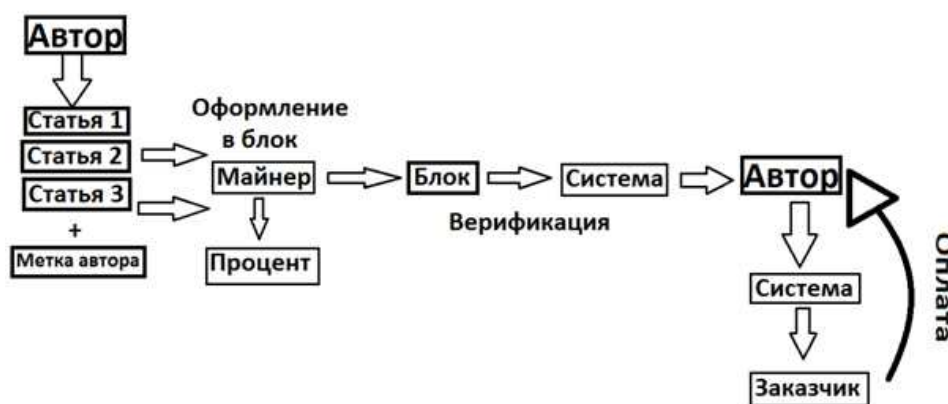 Автор
Статья 1
Статья 2
Статья 3
+
Метка автора
Оформление
в блок
Майнер
Процент
Блок
Верификация
Система
Автор
Система
Заказчик
Оплата